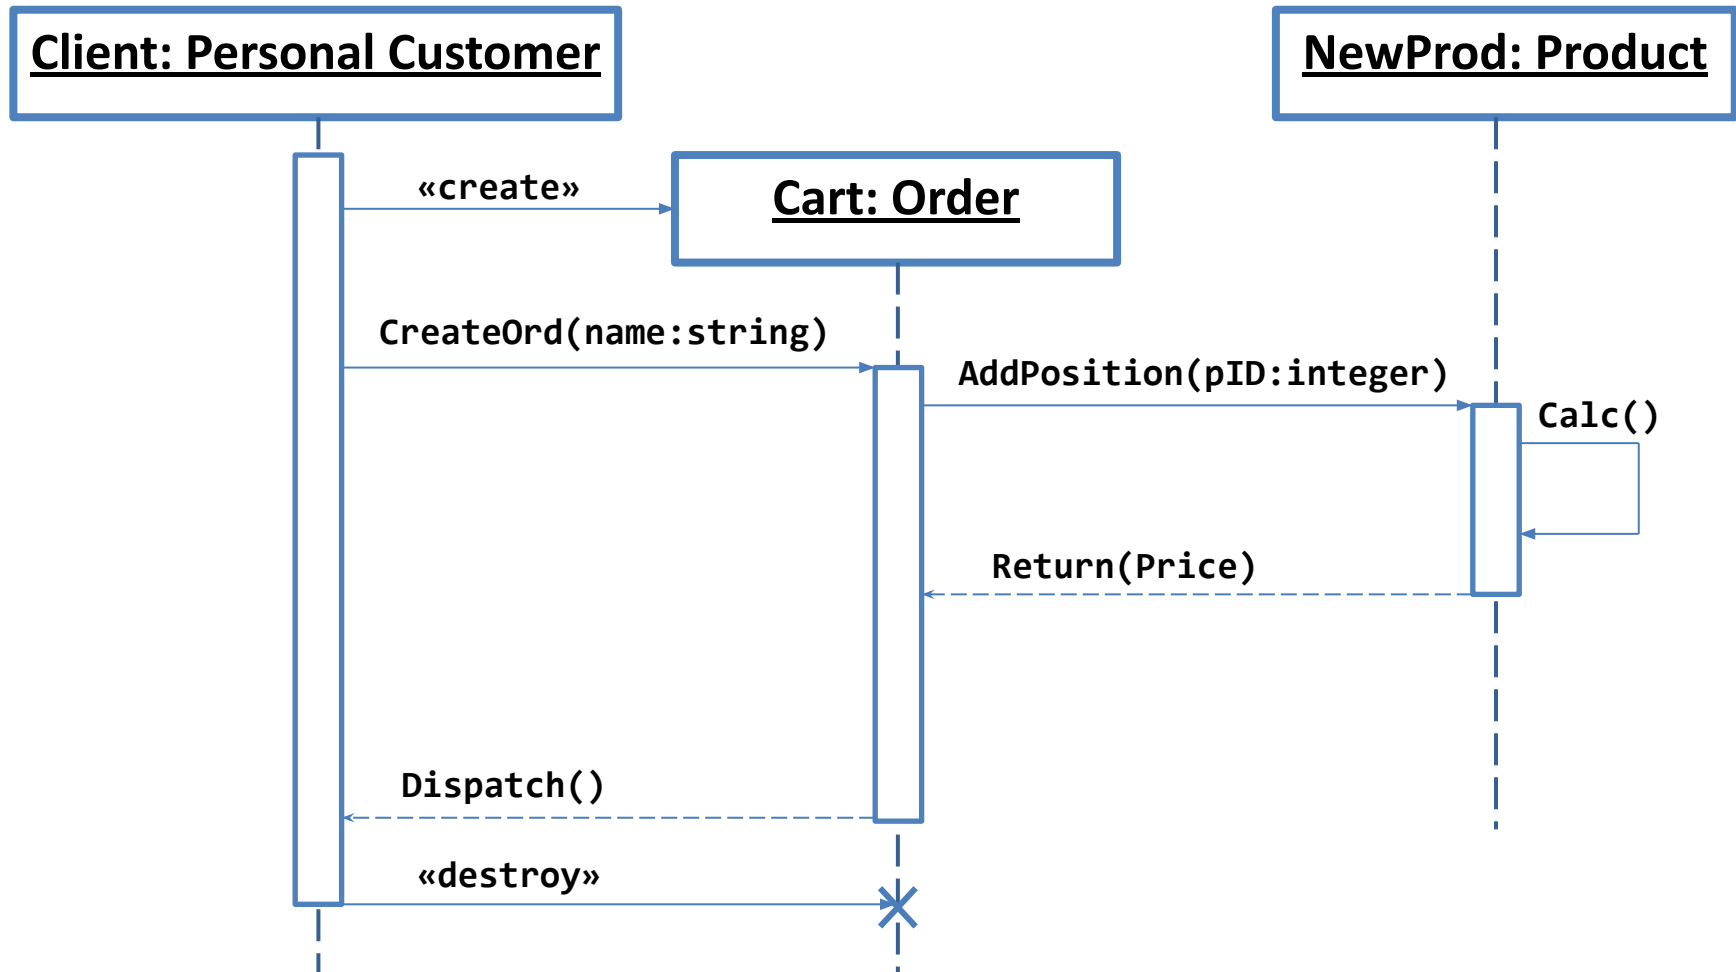 Client: Personal Customer
NewProd: Product
«create»
Cart: Order
CreateOrd(name:string)
AddPosition(pID:integer)
Calc()
Return(Price)
Dispatch()
«destroy»